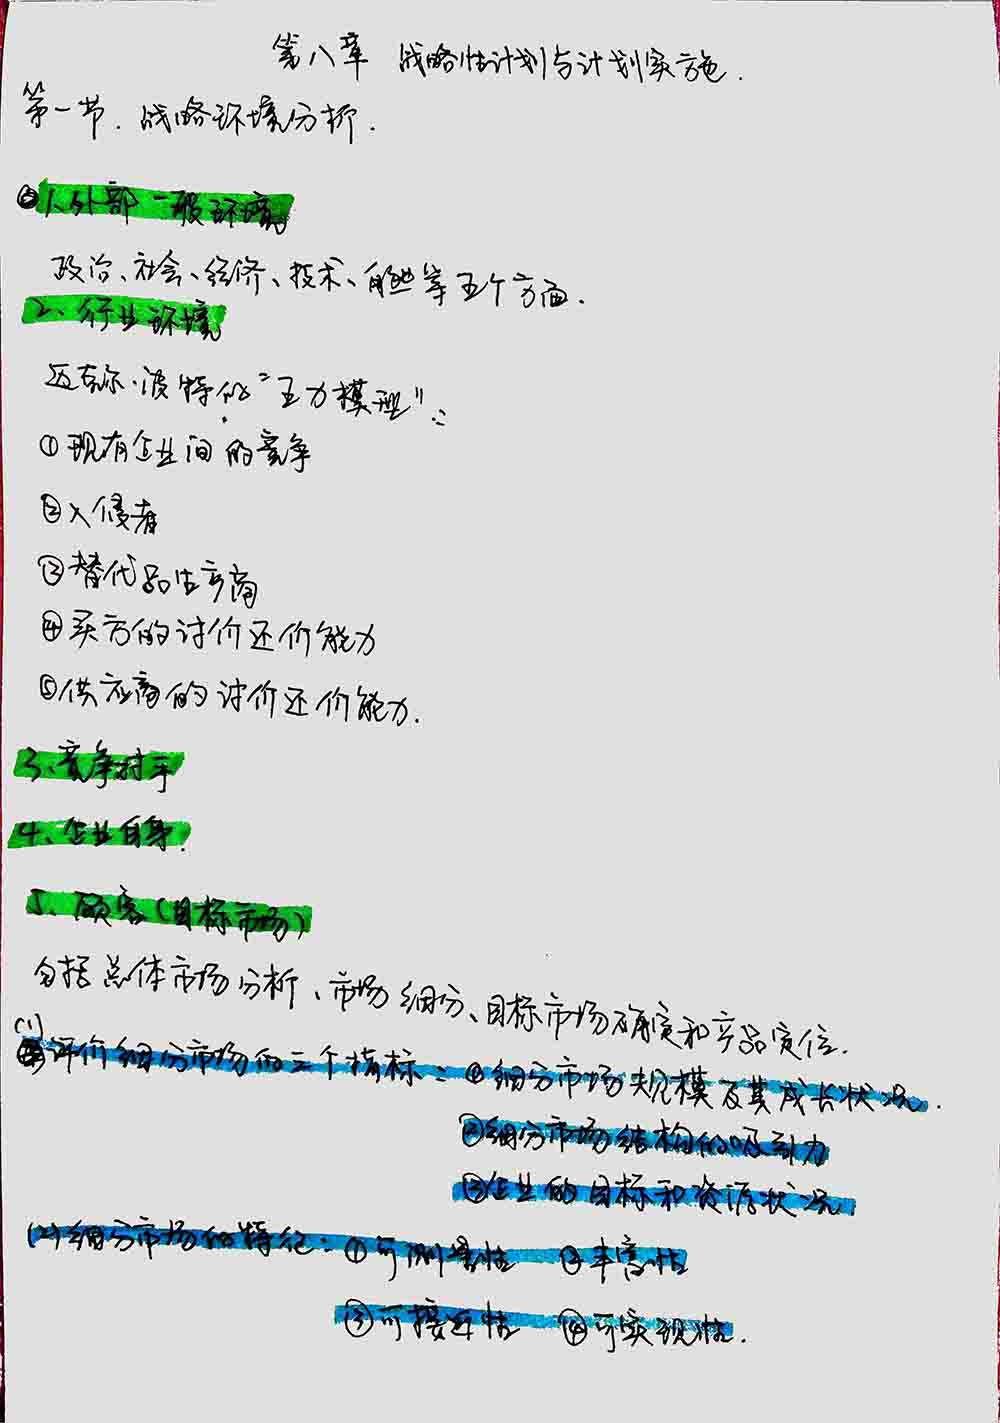 第八章 战略性计划与计划实施.
第一节. 战略环境分析.
1、外部一般环境
政治、社会、经济、技术、自然等五个方面.
2、行业环境
迈克尔·波特的“五力模型”:
①现有企业间的竞争
②入侵者
③替代品生产商
④买方的讨价还价能力
⑤供应商的讨价还价能力.
3、竞争对手
4、企业自身.
5、顾客(目标市场)
包括总体市场分析、市场细分、目标市场确定和产品定位.
(1)评价细分市场的三个指标: ①细分市场规模及其成长状况.
②细分市场结构的吸引力
③企业的目标和资源状况.
(2)细分市场的特征: ①可测量性 ②丰富性
③可接近性 ④可实现性.